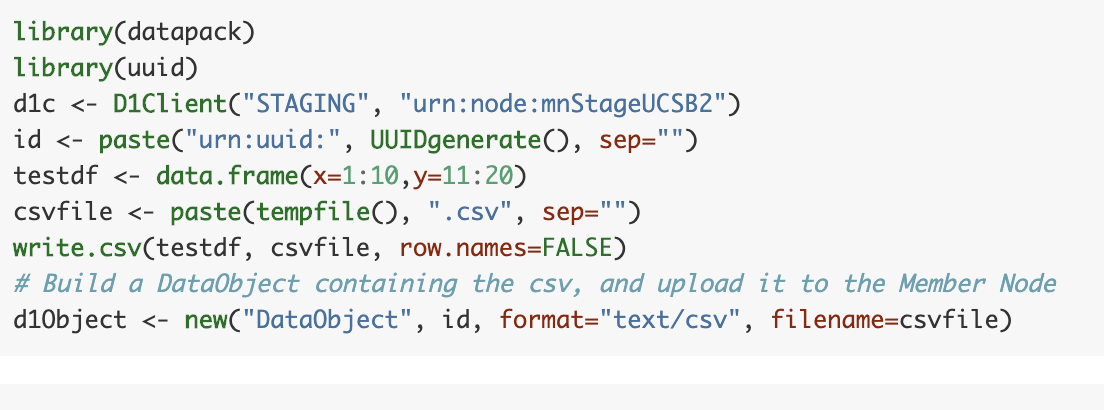 library(datapack)
library(uuid)
d1c <- D1Client("STAGING", "urn:node:mnStageUCSB2")
id <- paste("urn:uuid:", UUIDgenerate(), sep="")
testdf <- data.frame(x=1:10,y=11:20)
csvfile <- paste(tempfile(), ".csv", sep="")
write.csv(testdf, csvfile, row.names=FALSE)
# Build a DataObject containing the csv, and upload it to the Member Node
d1Object <- new("DataObject", id, format="text/csv", filename=csvfile)